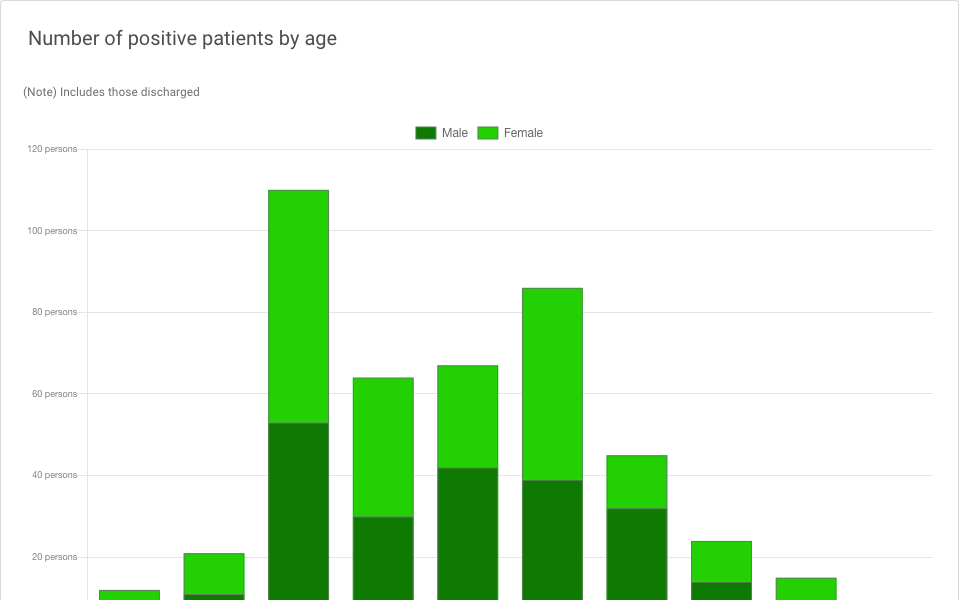 Number of positive patients by age
(Note) Includes those discharged
Male Female
120 persons
100 persons
80 persons
60 persons
40 persons
20 persons